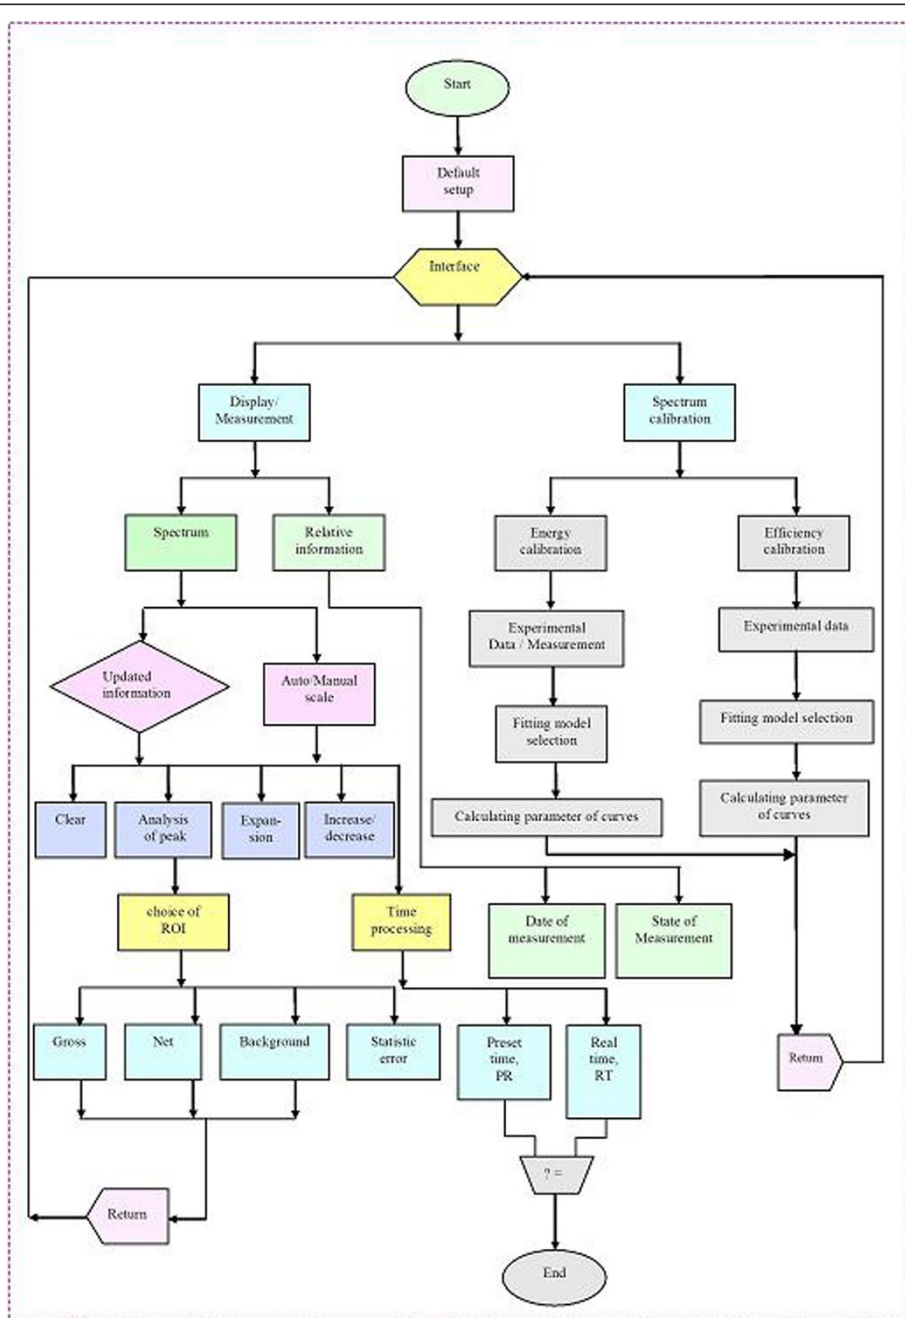 Start
Default
setup
Interface
Display/
Measurement
Spectrum
calibration
Spectrum
Relative
information
Energy
calibration
Efficiency
calibration
Updated
information
Auto/Manual
scale
Experimental
Data / Measurement
Experimental data
Fitting model
selection
Fitting model selection
Clear
Analysis
of peak
Expan-
sion
Increase/
decrease
Calculating parameter of curves
Calculating parameter
of curves
choice of
ROI
Time
processing
Date of
measurement
State of
Measurement
Gross
Net
Background
Statistic
error
Preset
time,
PR
Real
time,
RT
Return
? =
Return
End